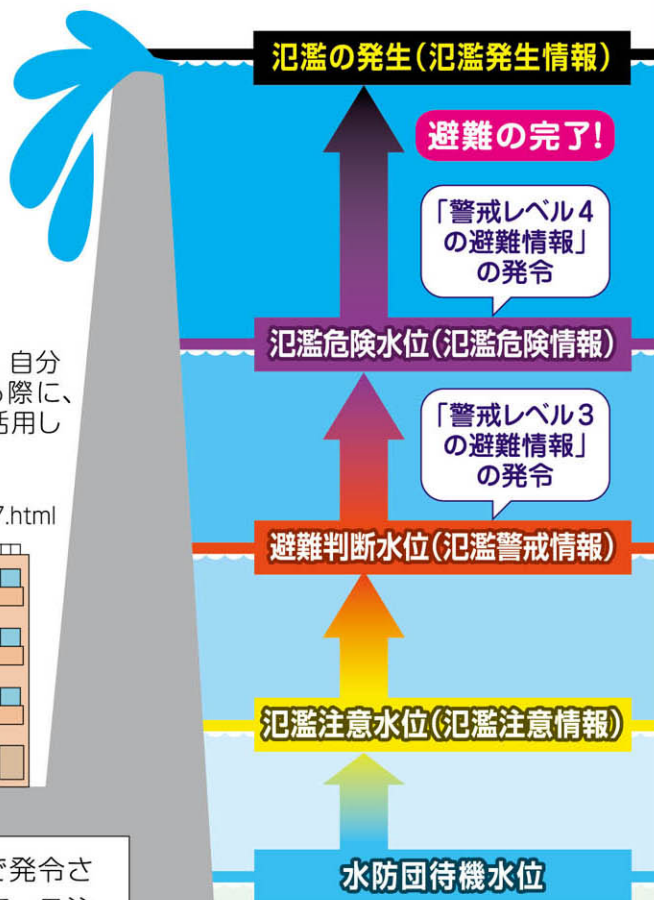 氾濫の発生（氾濫発生情報）
避難の完了!
「警戒レベル4
の避難情報」
の発令
氾濫危険水位（氾濫危険情報）
自分
際に、
活用し
「警戒レベル3
の避難情報」
の発令
7.html
避難判断水位（氾濫警戒情報）
氾濫注意水位（氾濫注意情報）
で発令さ
水防団待機水位